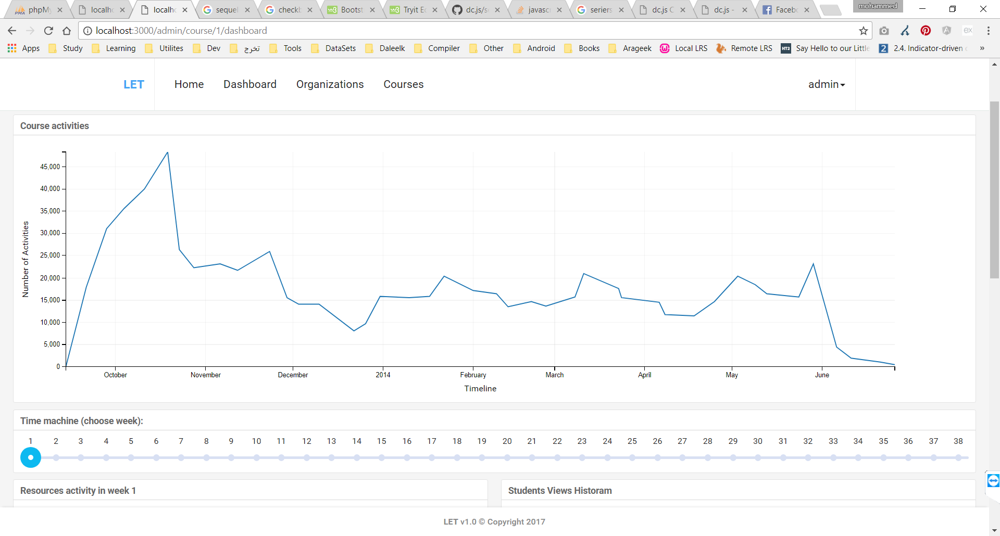 phpMy localho localho sequel checkb Bootst Tryit Ed dc.js/s javasc seriers dc.js C dc.js - Facebo mohammed
localhost:3000/admin/course/1/dashboard
Apps Study Learning Utilites Dev تخرج Tools DataSets Daleelk Compiler Other Android Books Arageek Local LRS Remote LRS Say Hello to our Little 2.4. Indicator-driven »
LET Home Dashboard Organizations Courses admin
Course activities
45,000
40,000
35,000
30,000
25,000
20,000
15,000
10,000
5,000
0
Number of Activities
October November December 2014 February March April May June
Timeline
Time machine (choose week):
1 2 3 4 5 6 7 8 9 10 11 12 13 14 15 16 17 18 19 20 21 22 23 24 25 26 27 28 29 30 31 32 33 34 35 36 37 38
Resources activity in week 1
Students Views Historam
LET v1.0 © Copyright 2017